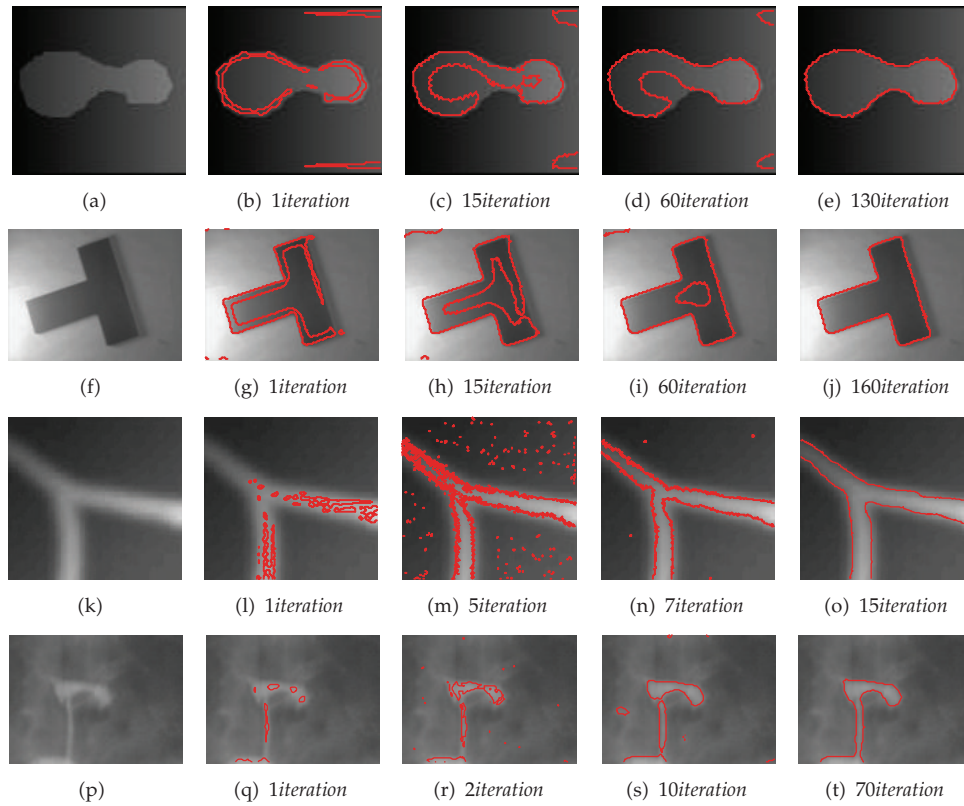 (a) (b) 1iteration (c) 15iteration (d) 60iteration (e) 130iteration
(f) (g) 1iteration (h) 15iteration (i) 60iteration (j) 160iteration
(k) (l) 1iteration (m) 5iteration (n) 7iteration (o) 15iteration
(p) (q) 1iteration (r) 2iteration (s) 10iteration (t) 70iteration